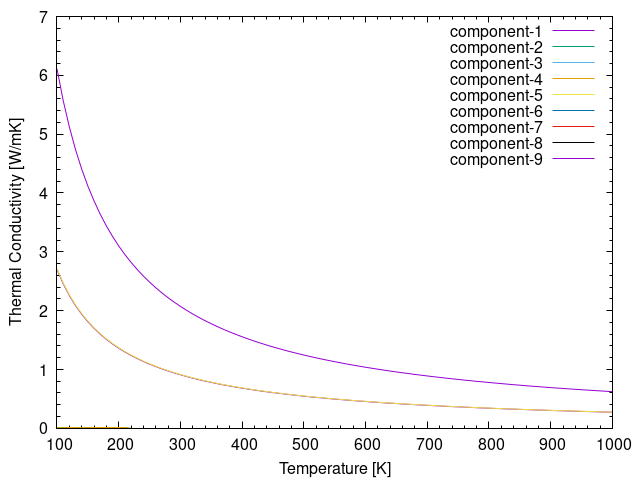 7
6
5
4
3
2
1
0
Thermal Conductivity [W/mK]
component-1
component-2
component-3
component-4
component-5
component-6
component-7
component-8
component-9
100 200 300 400 500 600 700 800 900 1000
Temperature [K]